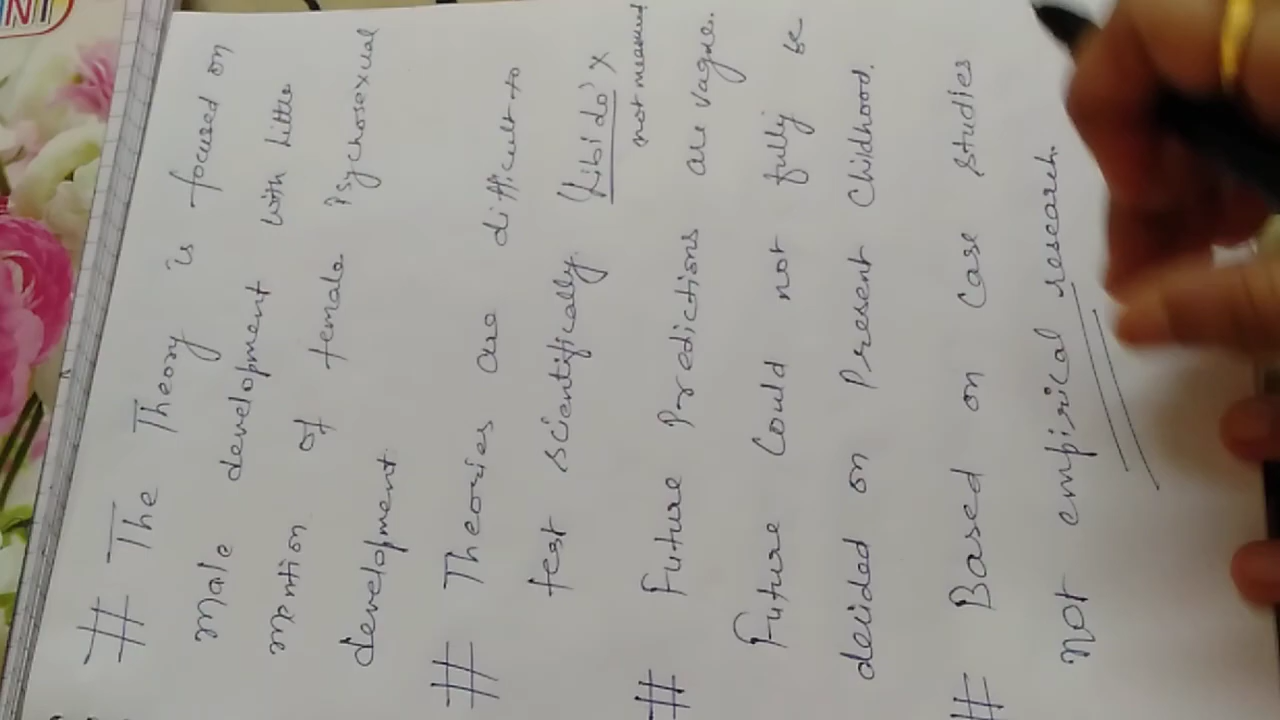 # The Theory is focused on
male development with little
mention of female Psychosexual
development
# Theories are difficult to
test scientifically (Libido) X
not measured
# Future Predictions are vague.
Future Could not fully be
decided on Present Childhood.
# Based on Case studies
not empirical research.